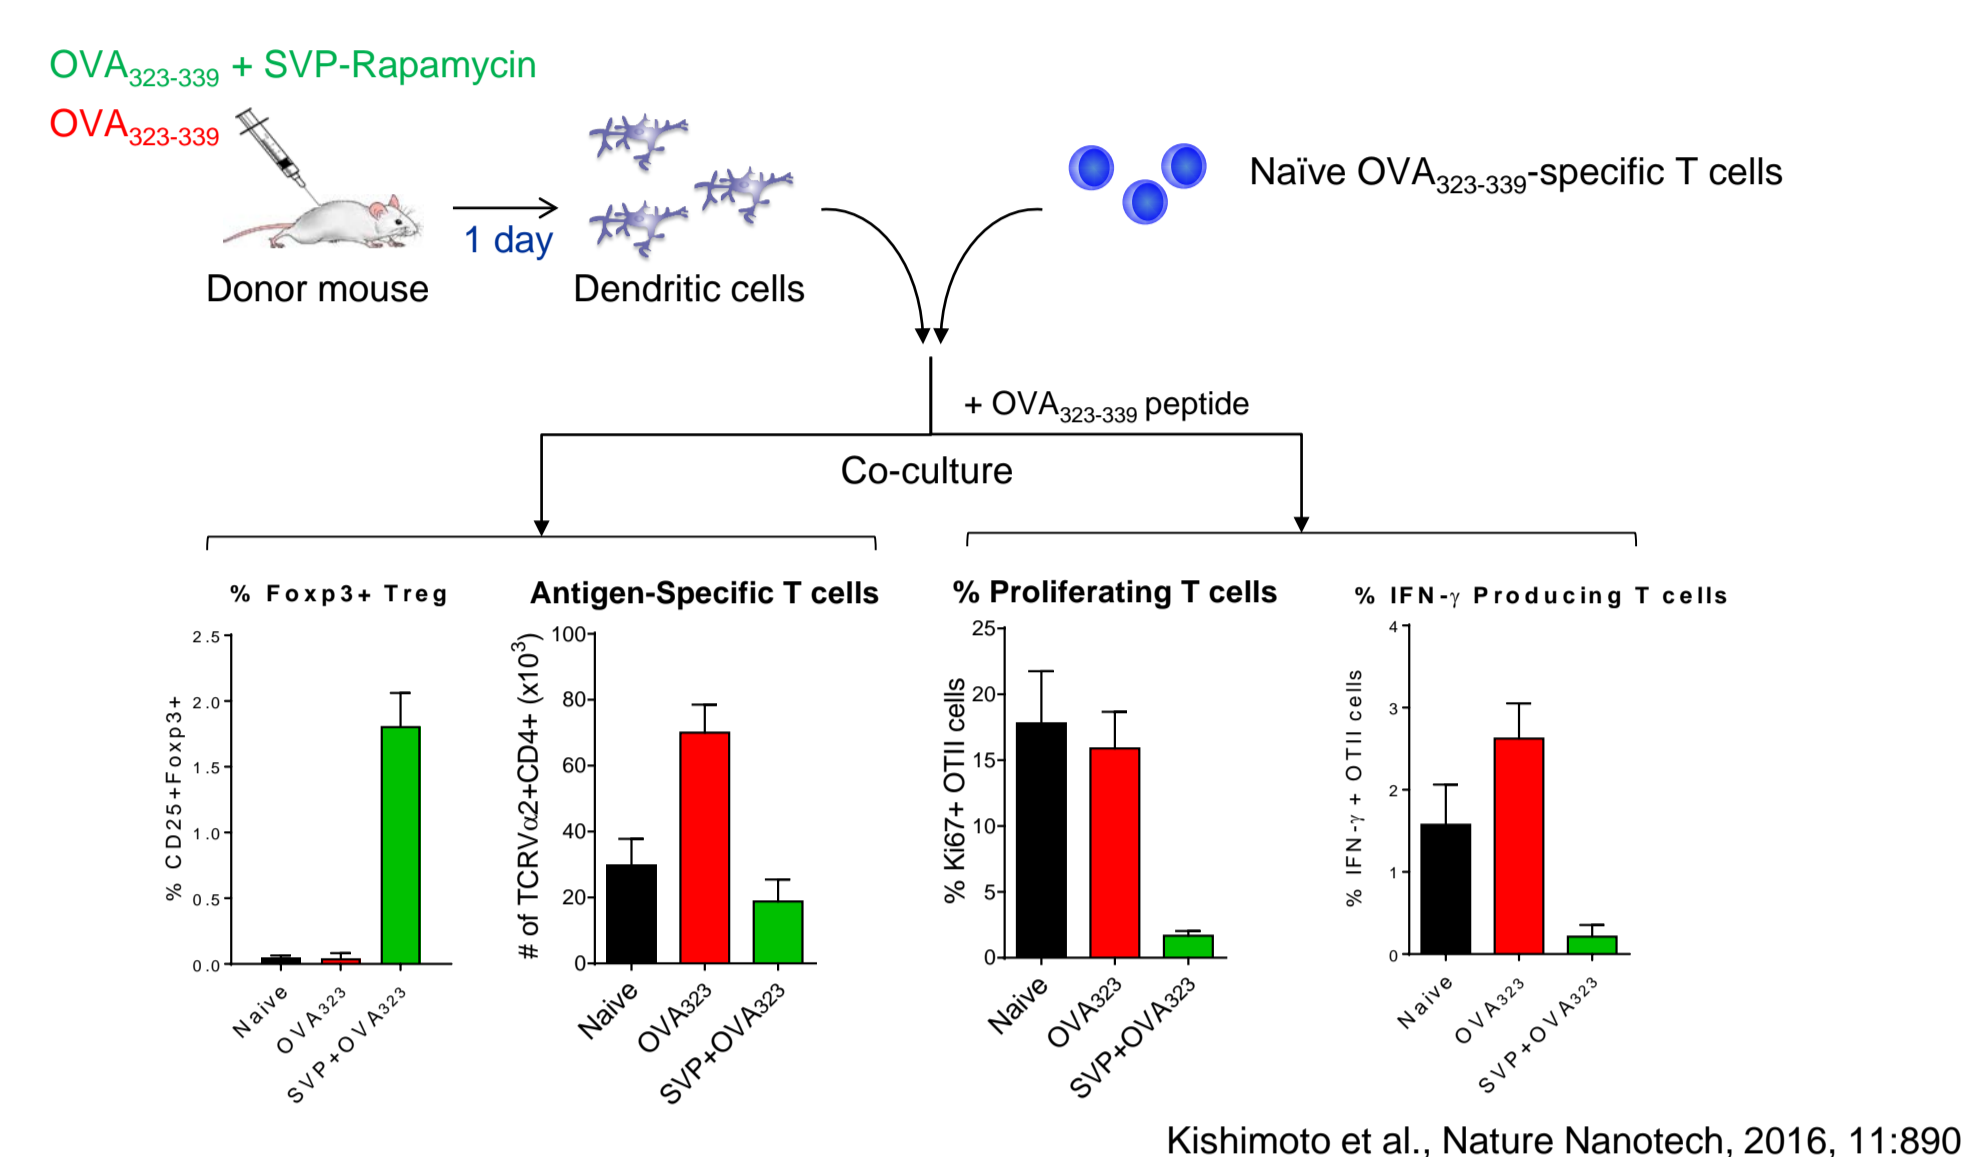 OVA323-339 + SVP-Rapamycin
OVA323-339
1 day
Donor mouse
Dendritic cells
Naïve OVA323-339-specific T cells
+ OVA323-339 peptide
Co-culture
% Foxp3+ Treg
% CD25+Foxp3+
2.5
2.0
1.5
1.0
0.5
0.0
Naive
OVA323
SVP+OVA323
Antigen-Specific T cells
# of TCRVα2+CD4+ (x10³)
100
80
60
40
20
0
Naive
OVA323
SVP+OVA323
% Proliferating T cells
% Ki67+ OTII cells
25
20
15
10
5
0
Naive
OVA323
SVP+OVA323
% IFN-γ Producing T cells
% IFN-γ + OTII cells
4
3
2
1
0
Naive
OVA323
SVP+OVA323
Kishimoto et al., Nature Nanotech, 2016, 11:890